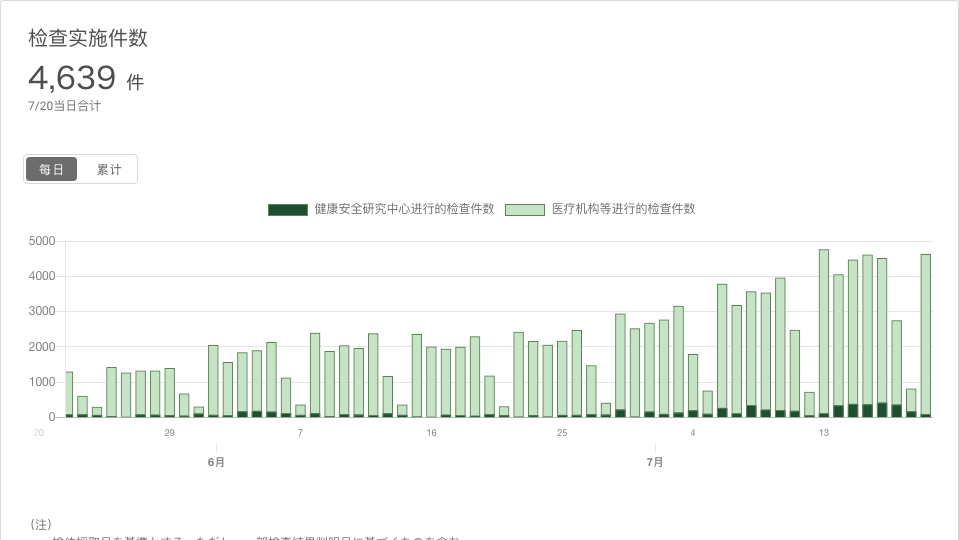 检查实施件数
4,639 件
7/20当日合计
每日 累计
健康安全研究中心进行的检查件数 医疗机构等进行的检查件数
5000
4000
3000
2000
1000
0
20 29 7 16 25 4 13
6月 7月
（注）